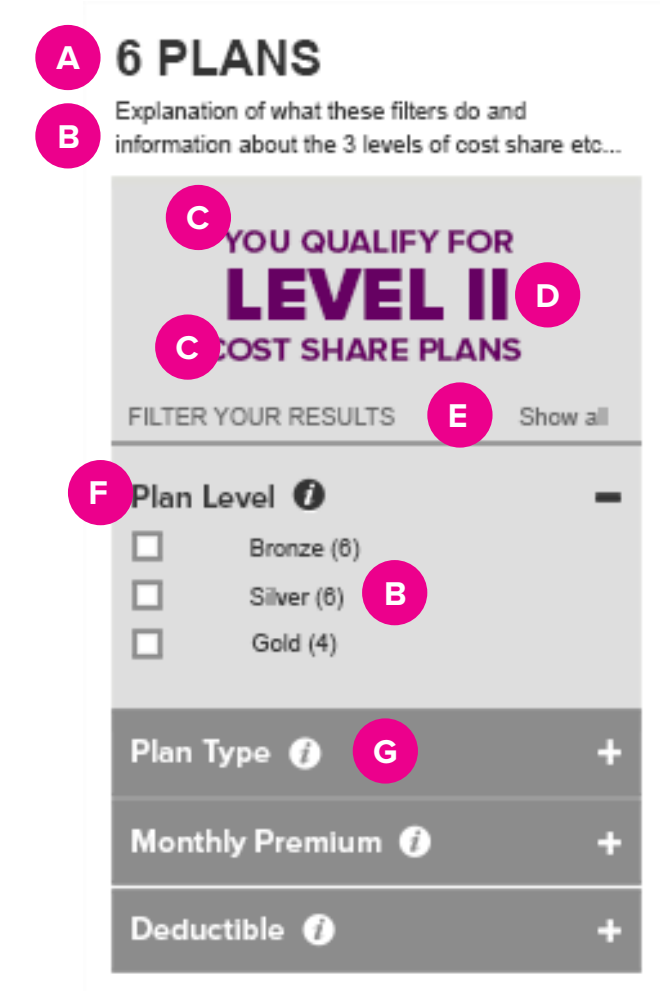 A 6 PLANS
Explanation of what these filters do and
B
information about the 3 levels of cost share etc...
C
YOU QUALIFY FOR
LEVEL II D
C COST SHARE PLANS
FILTER YOUR RESULTS E Show all
F Plan Level i
Bronze (6)
Silver (6) B
Gold (4)
Plan Type i G +
Monthly Premium i +
Deductible i +